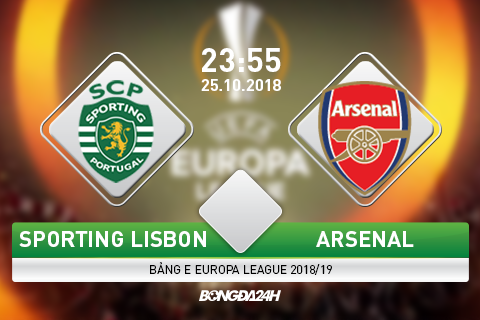 23:55
25.10.2018
SCP
SPORTING
PORTUGAL
Arsenal
UEFA
EUROPA
LEAGUE
SPORTING LISBON
ARSENAL
BẢNG E EUROPA LEAGUE 2018/19
BONGDA24H